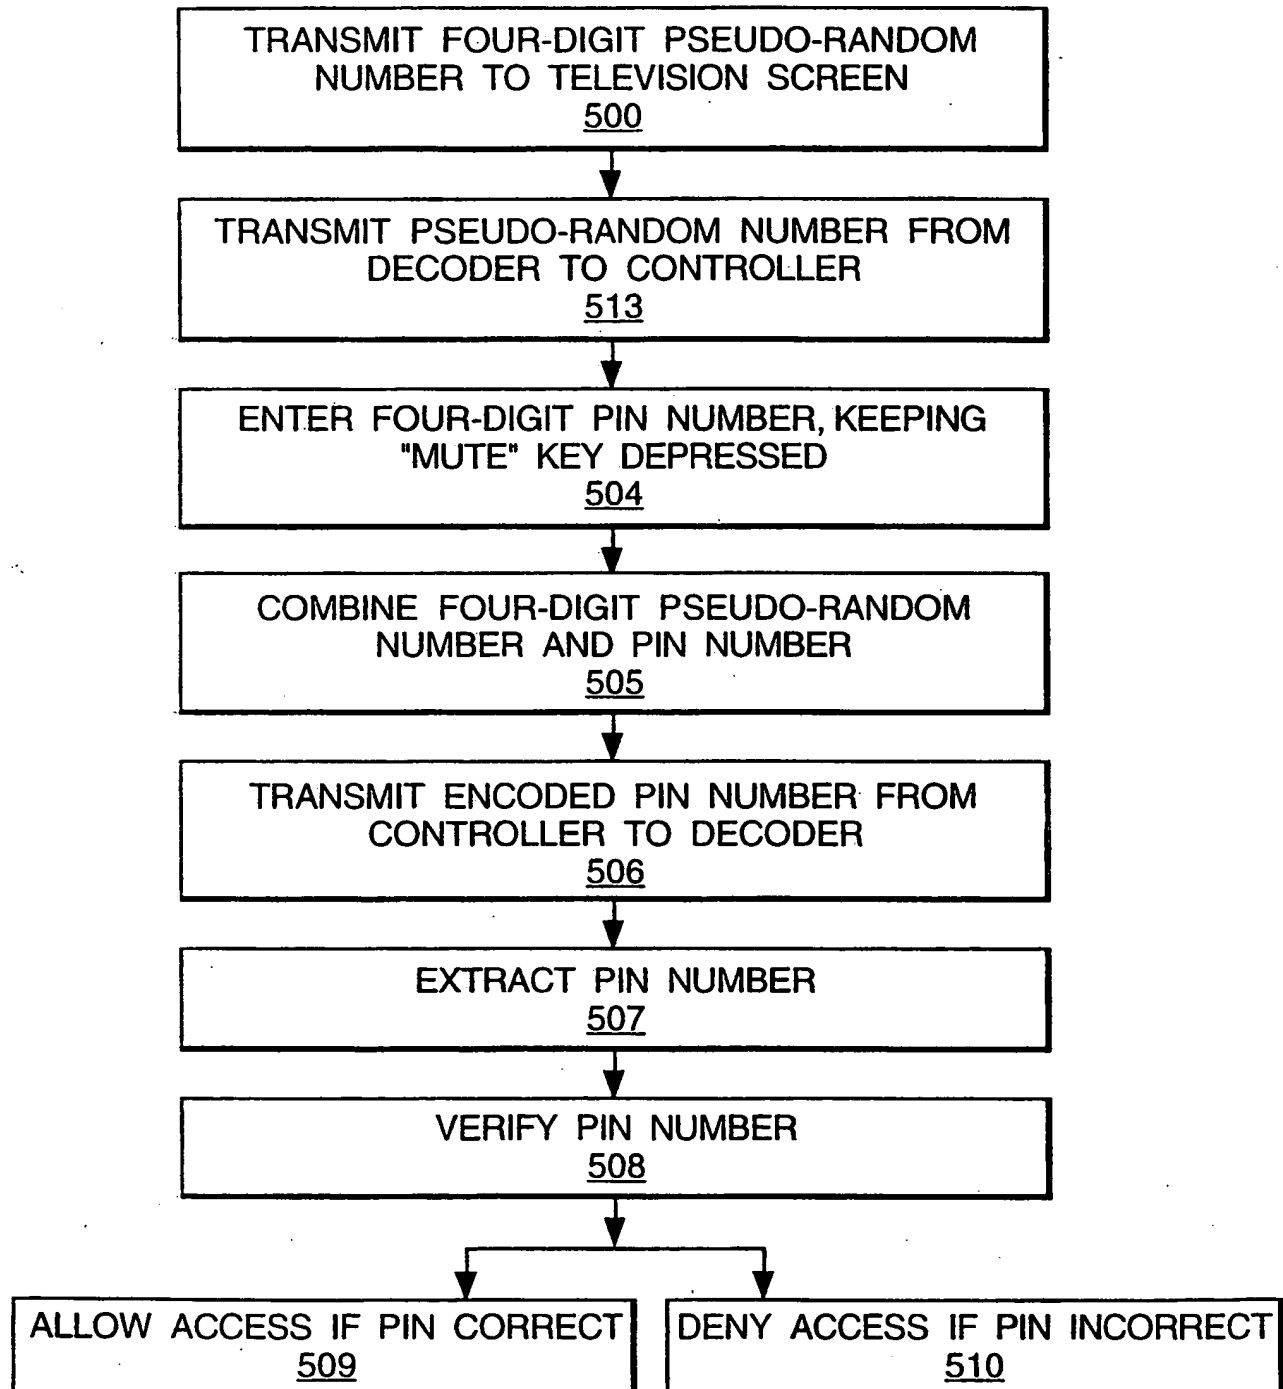 TRANSMIT FOUR-DIGIT PSEUDO-RANDOM
NUMBER TO TELEVISION SCREEN
500
TRANSMIT PSEUDO-RANDOM NUMBER FROM
DECODER TO CONTROLLER
513
ENTER FOUR-DIGIT PIN NUMBER, KEEPING
"MUTE" KEY DEPRESSED
504
COMBINE FOUR-DIGIT PSEUDO-RANDOM
NUMBER AND PIN NUMBER
505
TRANSMIT ENCODED PIN NUMBER FROM
CONTROLLER TO DECODER
506
EXTRACT PIN NUMBER
507
VERIFY PIN NUMBER
508
ALLOW ACCESS IF PIN CORRECT
509
DENY ACCESS IF PIN INCORRECT
510